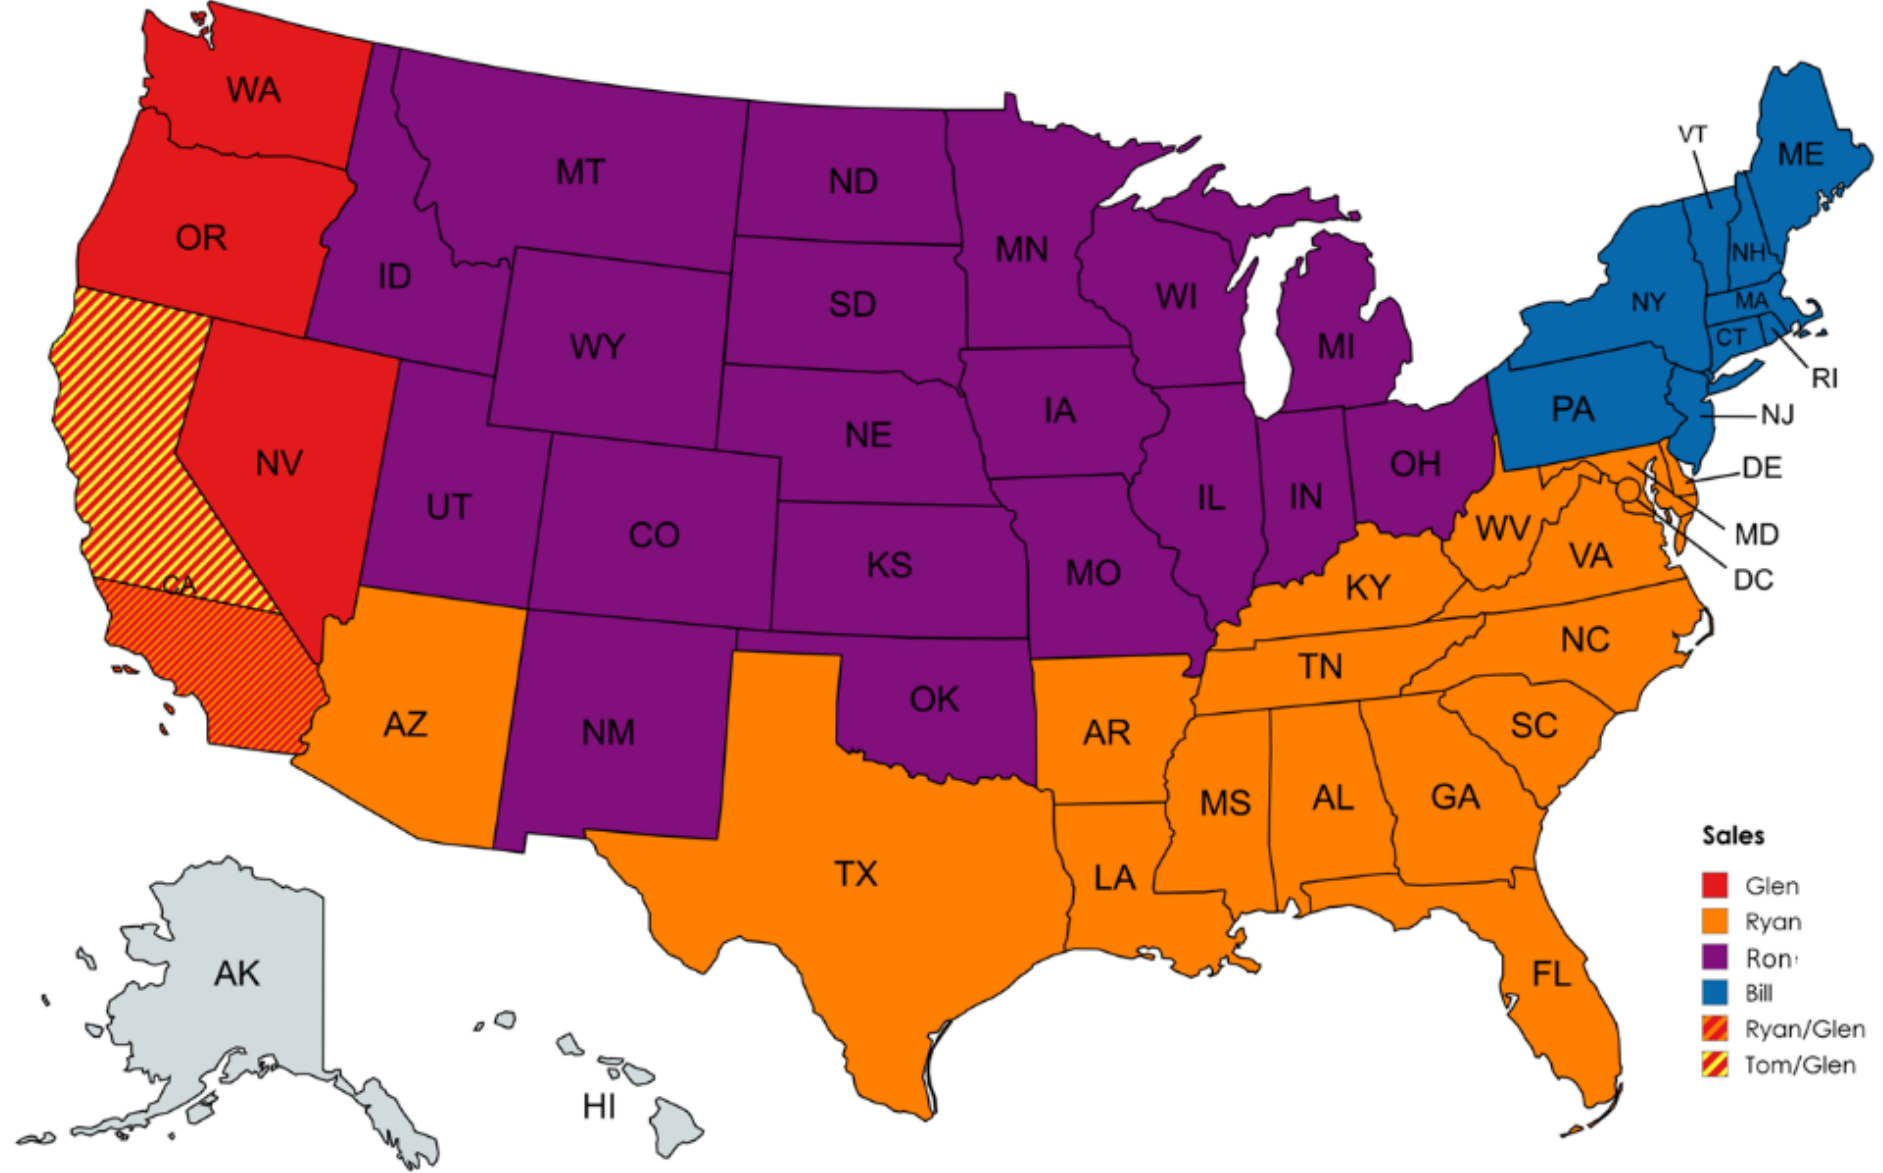 WA
MT
ND
MN
VT
ME
OR
ID
SD
WI
NH
WY
NY
MA
MI
CT
RI
IA
PA
NJ
NE
NV
OH
DE
UT
IL
IN
CO
WV
MD
KS
MO
VA
DC
CA
KY
NC
TN
AZ
NM
OK
AR
SC
MS
AL
GA
TX
LA
FL
AK
HI
Sales
Glen
Ryan
Ron
Bill
Ryan/Glen
Tom/Glen